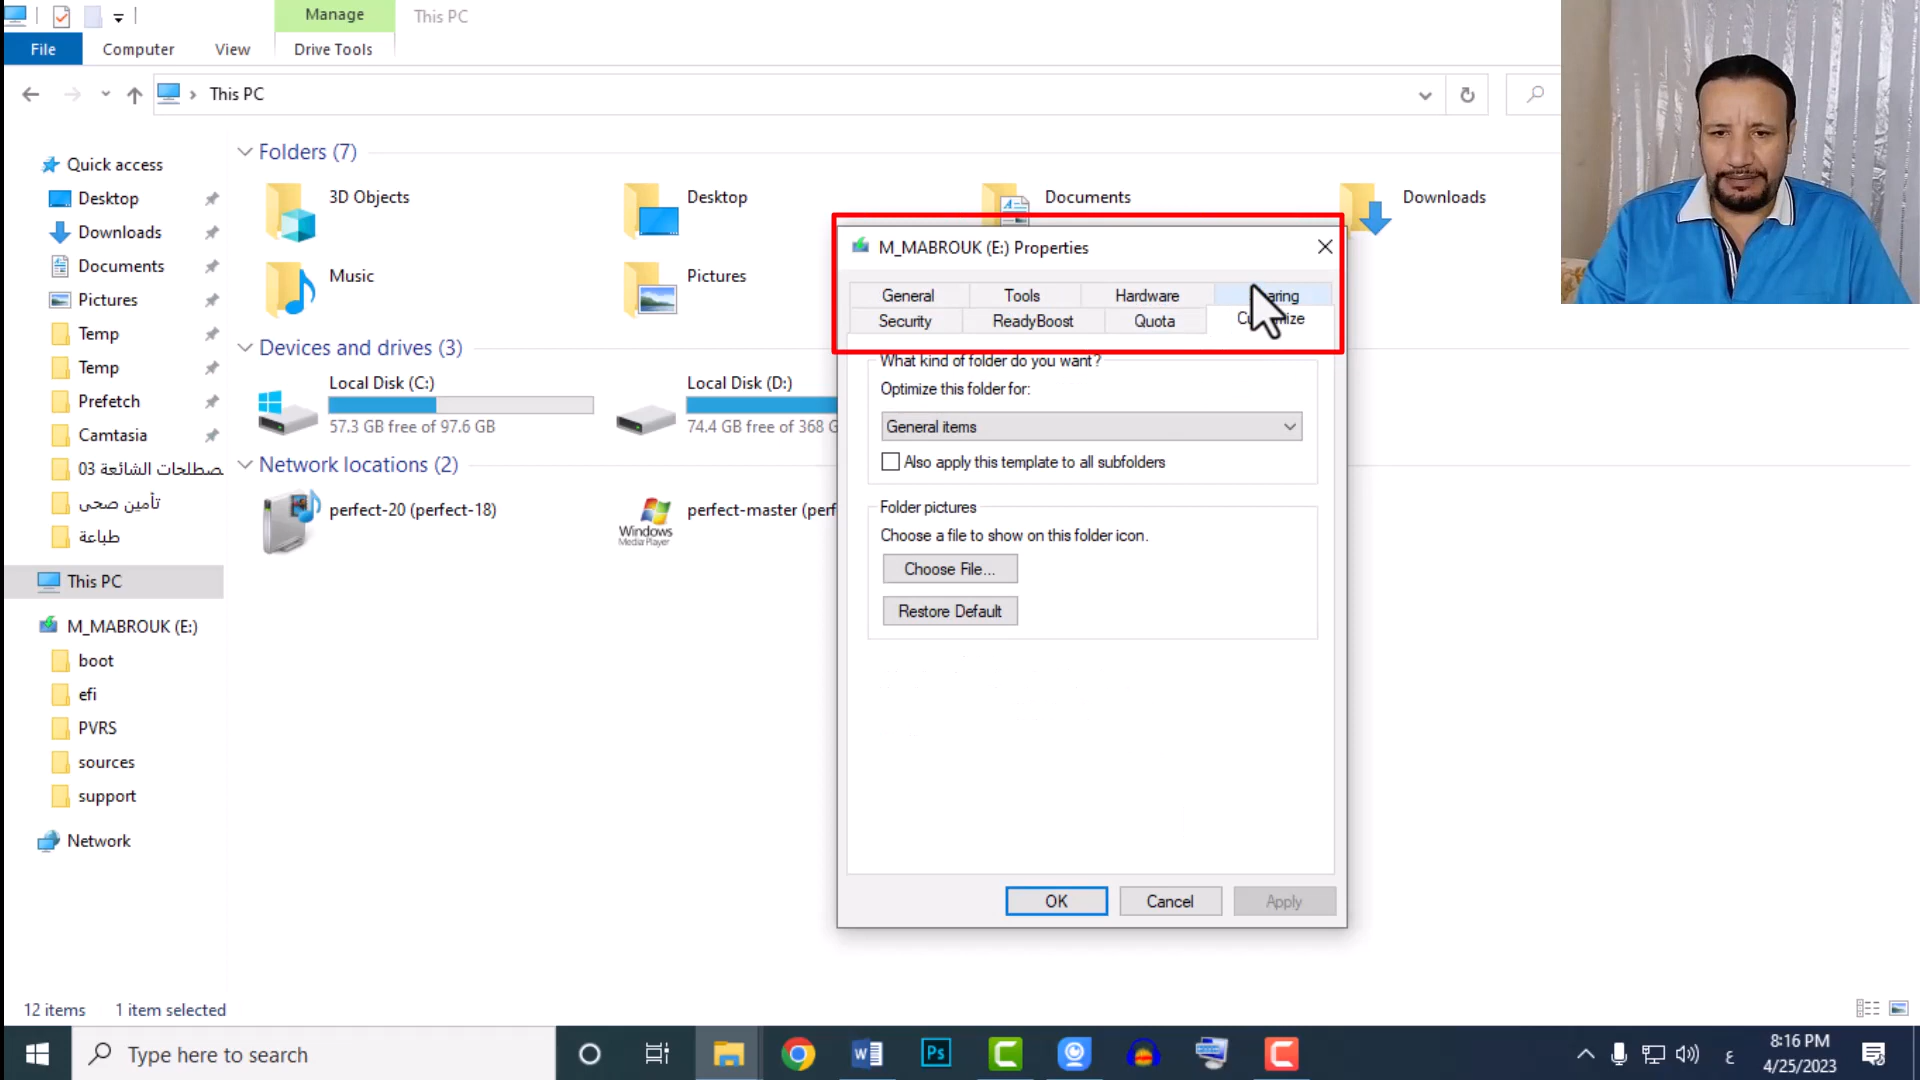 Manage
This PC
File
Computer
View
Drive Tools
This PC
Quick access
Desktop
Downloads
Documents
Pictures
Temp
Temp
Prefetch
Camtasia
03 الشائعة
تأمين صحى
طباعة
This PC
M_MABROUK (E:)
boot
efi
PVRS
sources
support
Network
Folders (7)
3D Objects
Desktop
Documents
Downloads
Music
Pictures
Devices and drives (3)
Local Disk (C:)
57.3 GB free of 97.6 GB
Local Disk (D:)
74.4 GB free of 368 G
Network locations (2)
perfect-20 (perfect-18)
Windows
Media Player
perfect-master (perf
M_MABROUK (E:) Properties
General
Tools
Hardware
Security
ReadyBoost
Quota
What kind of folder do you want?
Optimize this folder for:
General items
Also apply this template to all subfolders
Folder pictures
Choose a file to show on this folder icon.
Choose File...
Restore Default
OK
Cancel
Apply
12 items
1 item selected
Type here to search
Ps
ع
8:16 PM
4/25/2023